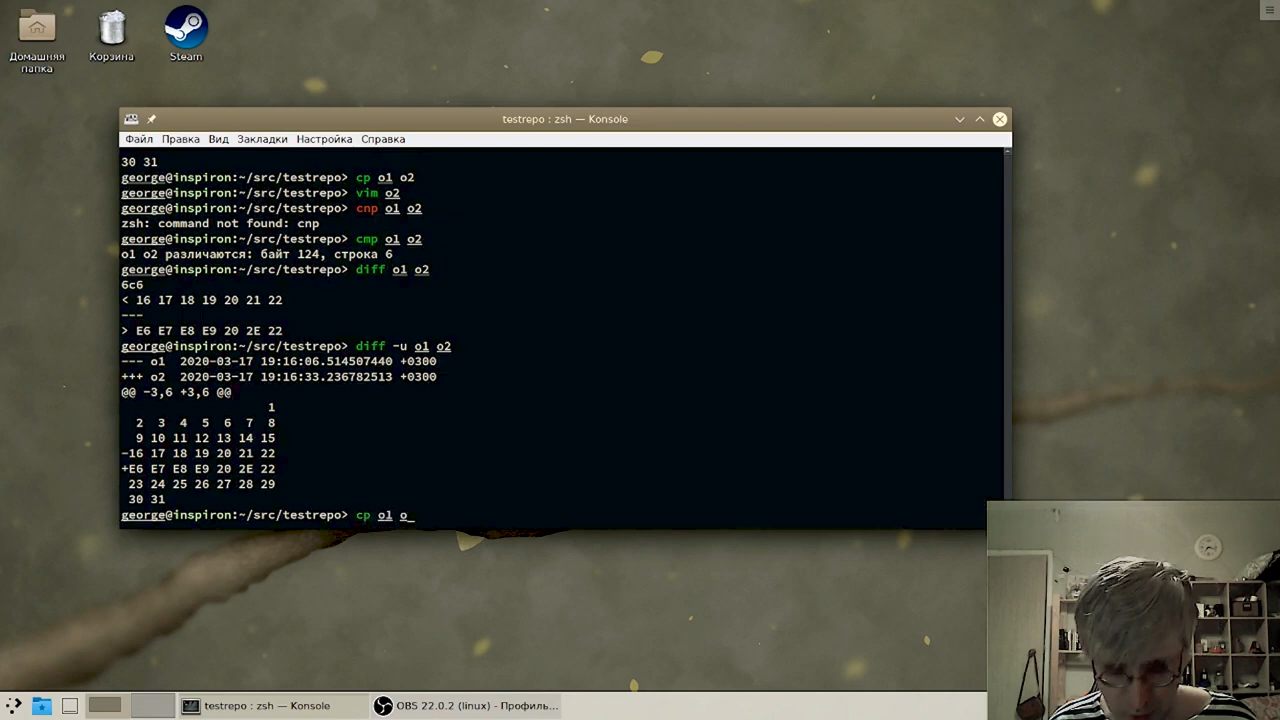 Домашняя
папка
Корзина
Steam
testrepo : zsh — Konsole
Файл Правка Вид Закладки Настройка Справка
30 31
george@inspiron:~/src/testrepo> cp o1 o2
george@inspiron:~/src/testrepo> vim o2
george@inspiron:~/src/testrepo> cnp o1 o2
zsh: command not found: cnp
george@inspiron:~/src/testrepo> cmp o1 o2
o1 o2 различаются: байт 124, строка 6
george@inspiron:~/src/testrepo> diff o1 o2
6c6
< 16 17 18 19 20 21 22
---
> E6 E7 E8 E9 20 2E 22
george@inspiron:~/src/testrepo> diff -u o1 o2
--- o1  2020-03-17 19:16:06.514507440 +0300
+++ o2  2020-03-17 19:16:33.236782513 +0300
@@ -3,6 +3,6 @@
                    1
  2  3  4  5  6  7  8
  9 10 11 12 13 14 15
-16 17 18 19 20 21 22
+E6 E7 E8 E9 20 2E 22
 23 24 25 26 27 28 29
 30 31
george@inspiron:~/src/testrepo> cp o1 o_
testrepo : zsh — Konsole
OBS 22.0.2 (linux) - Профиль...